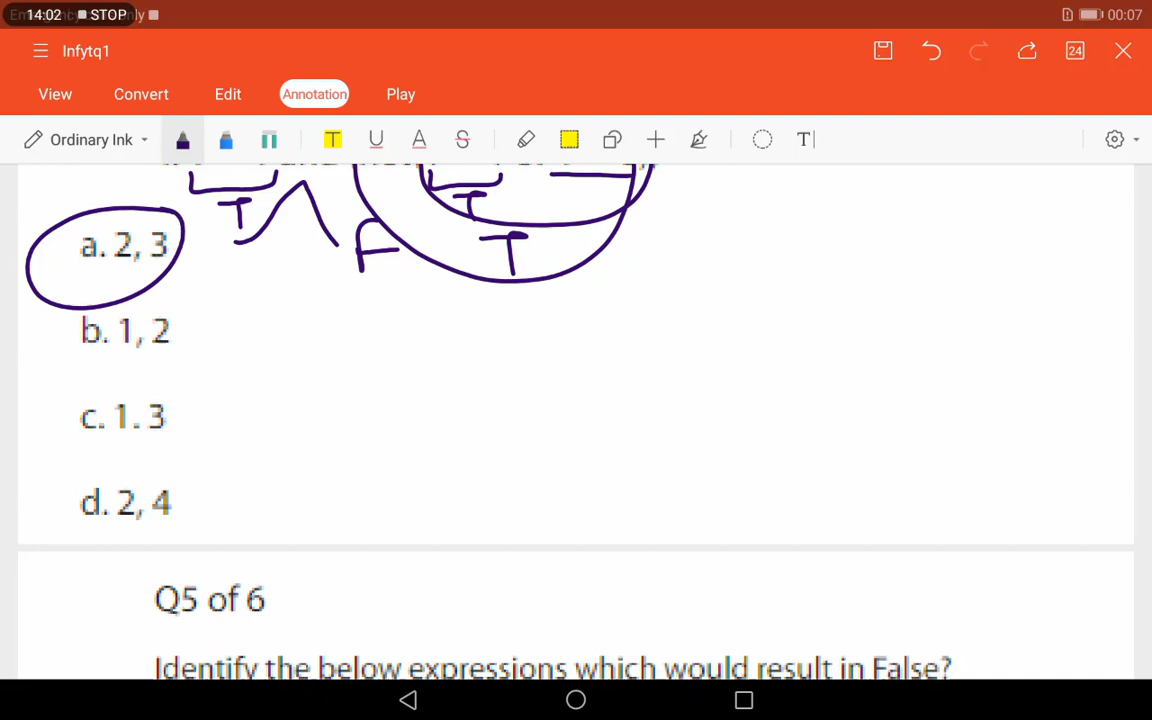 14:02 STOP
00:07
Infytq1
24
View Convert Edit Annotation Play
Ordinary Ink T U A S T
T T F T
a. 2, 3
b. 1, 2
c. 1. 3
d. 2, 4
Q5 of 6
Identify the below expressions which would result in False?